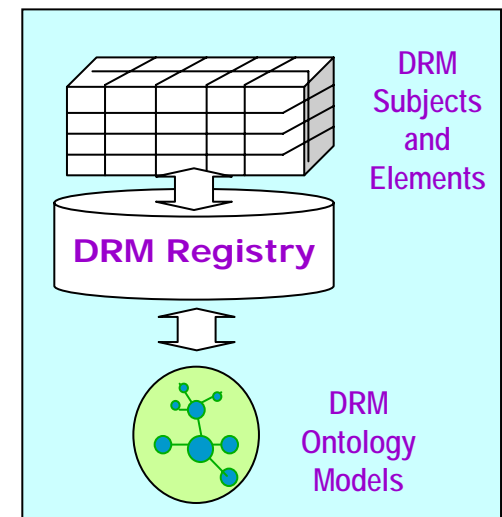 DRM
Subjects
and
Elements
DRM Registry
DRM
Ontology
Models